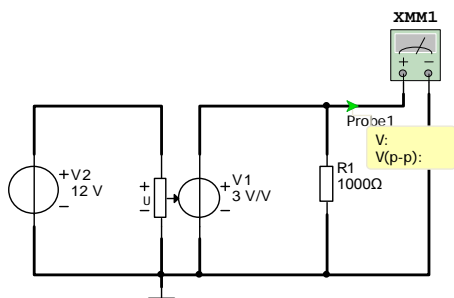 XMM1
+ −
Probe1
V:
V(p-p):
+ V2
12 V
−
+
U
−
+ V1
3 V/V
−
R1
1000Ω